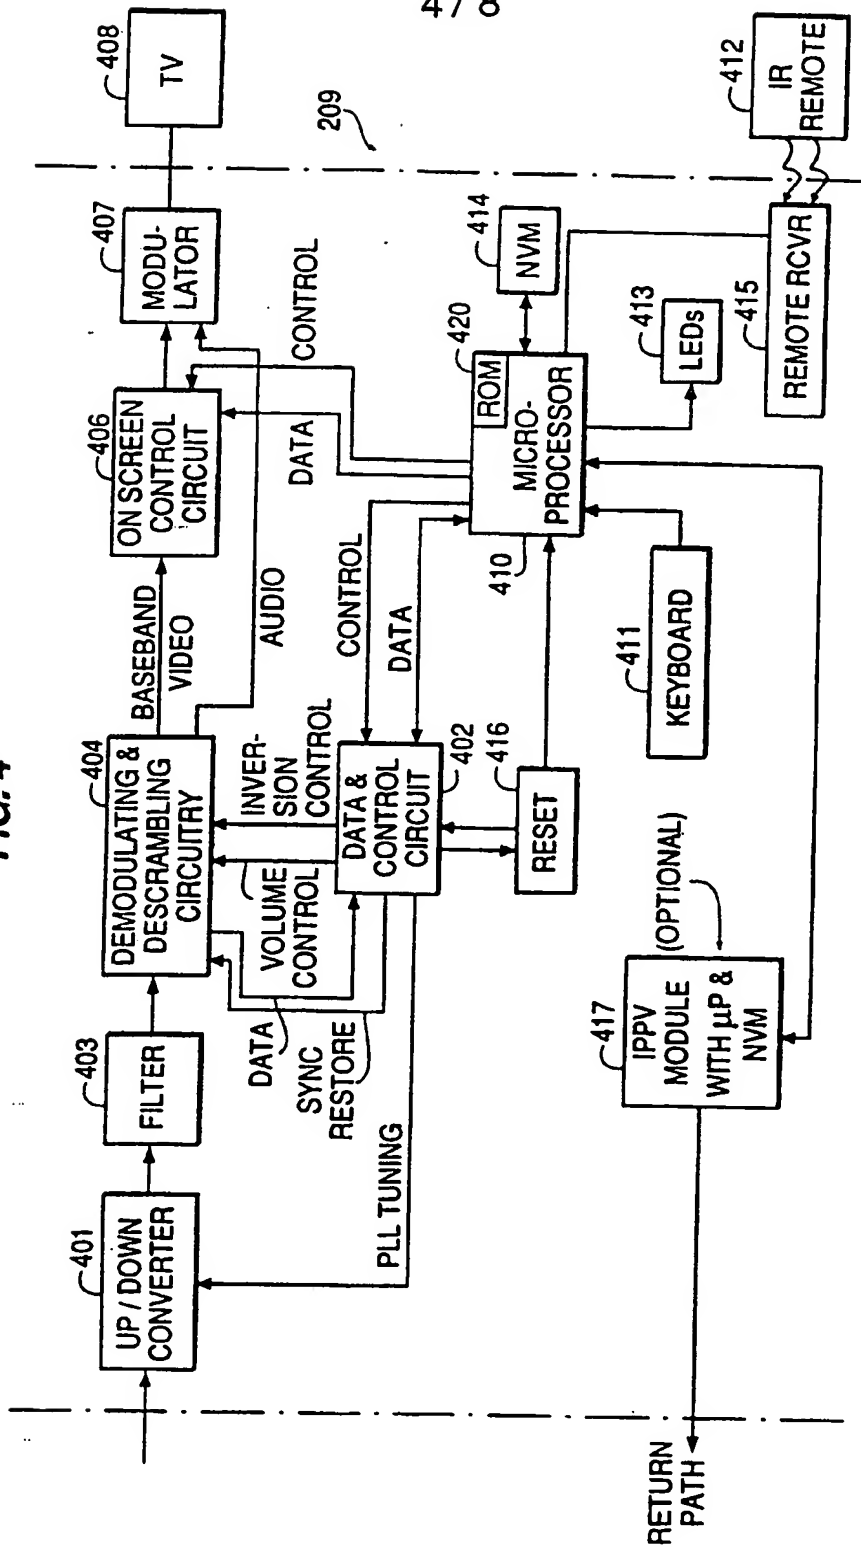 4 / 8
FIG. 4
401
UP / DOWN
CONVERTER
403
FILTER
404
DEMODULATING &
DESCRAMBLING
CIRCUITRY
BASEBAND
VIDEO
406
ON SCREEN
CONTROL
CIRCUIT
407
MODU-
LATOR
408
TV
209
AUDIO
DATA
CONTROL
DATA
SYNC
RESTORE
VOLUME
CONTROL
INVER-
SION
CONTROL
PLL TUNING
DATA &
CONTROL
CIRCUIT
402
CONTROL
DATA
416
RESET
410
MICRO-
PROCESSOR
ROM
420
414
NVM
413
LEDs
415
REMOTE RCVR
412
IR
REMOTE
411
KEYBOARD
417
IPPV
MODULE
WITH µP &
NVM
(OPTIONAL)
RETURN
PATH